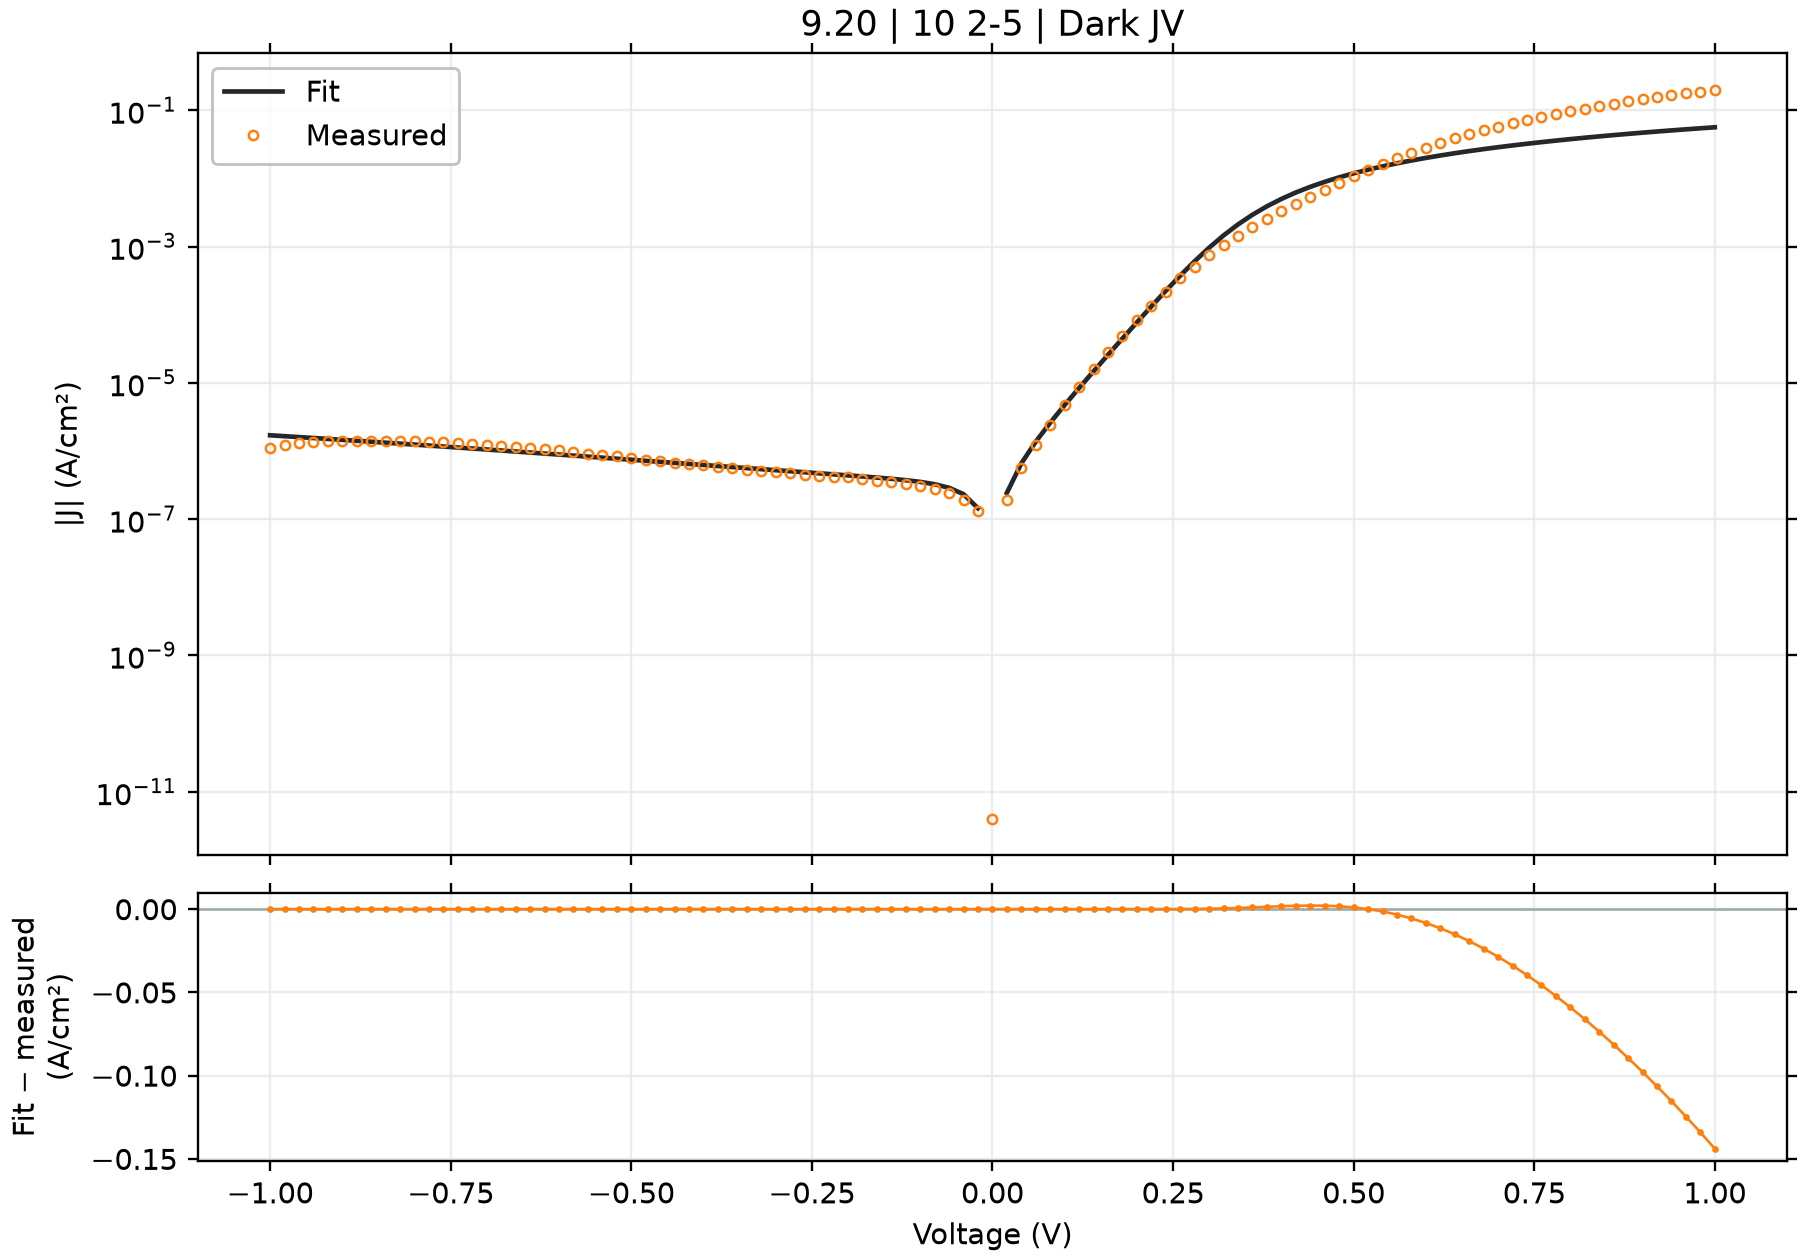 9.20 | 10 2-5 | Dark JV
Fit
Measured
|J| (A/cm²)
10⁻¹
10⁻³
10⁻⁵
10⁻⁷
10⁻⁹
10⁻¹¹
Fit − measured
(A/cm²)
0.00
−0.05
−0.10
−0.15
−1.00 −0.75 −0.50 −0.25 0.00 0.25 0.50 0.75 1.00
Voltage (V)